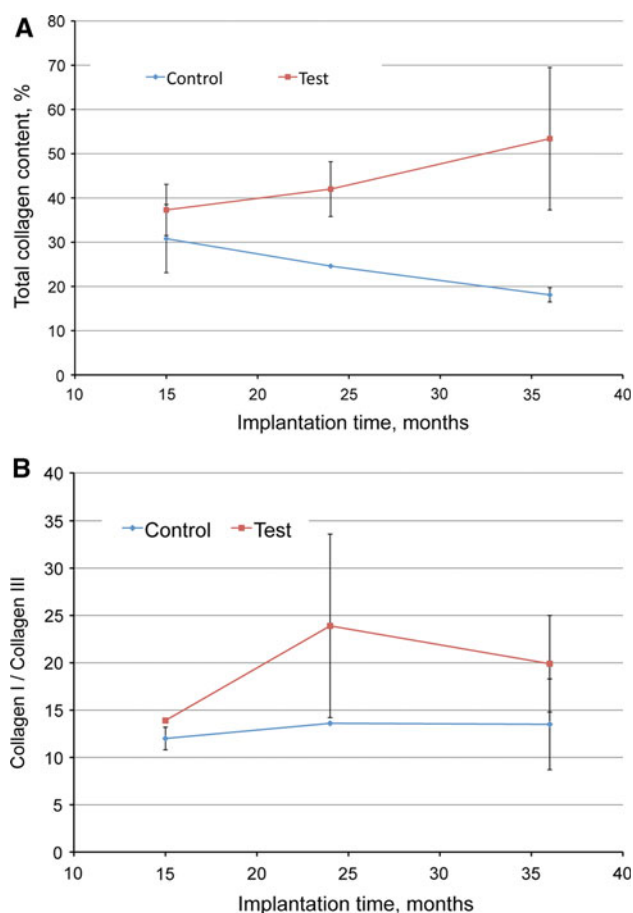 A
Total collagen content, %
80
70
60
50
40
30
20
10
0
Control Test
10 15 20 25 30 35 40
Implantation time, months
B
Collagen I / Collagen III
40
35
30
25
20
15
10
5
0
Control Test
10 15 20 25 30 35 40
Implantation time, months